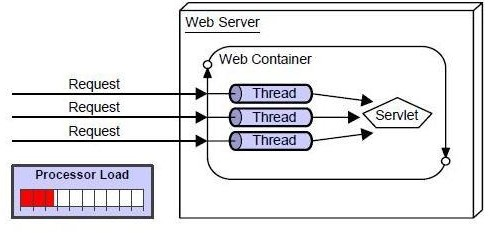 Web Server
Web Container
Request
Thread
Request
Thread
Servlet
Request
Thread
Processor Load